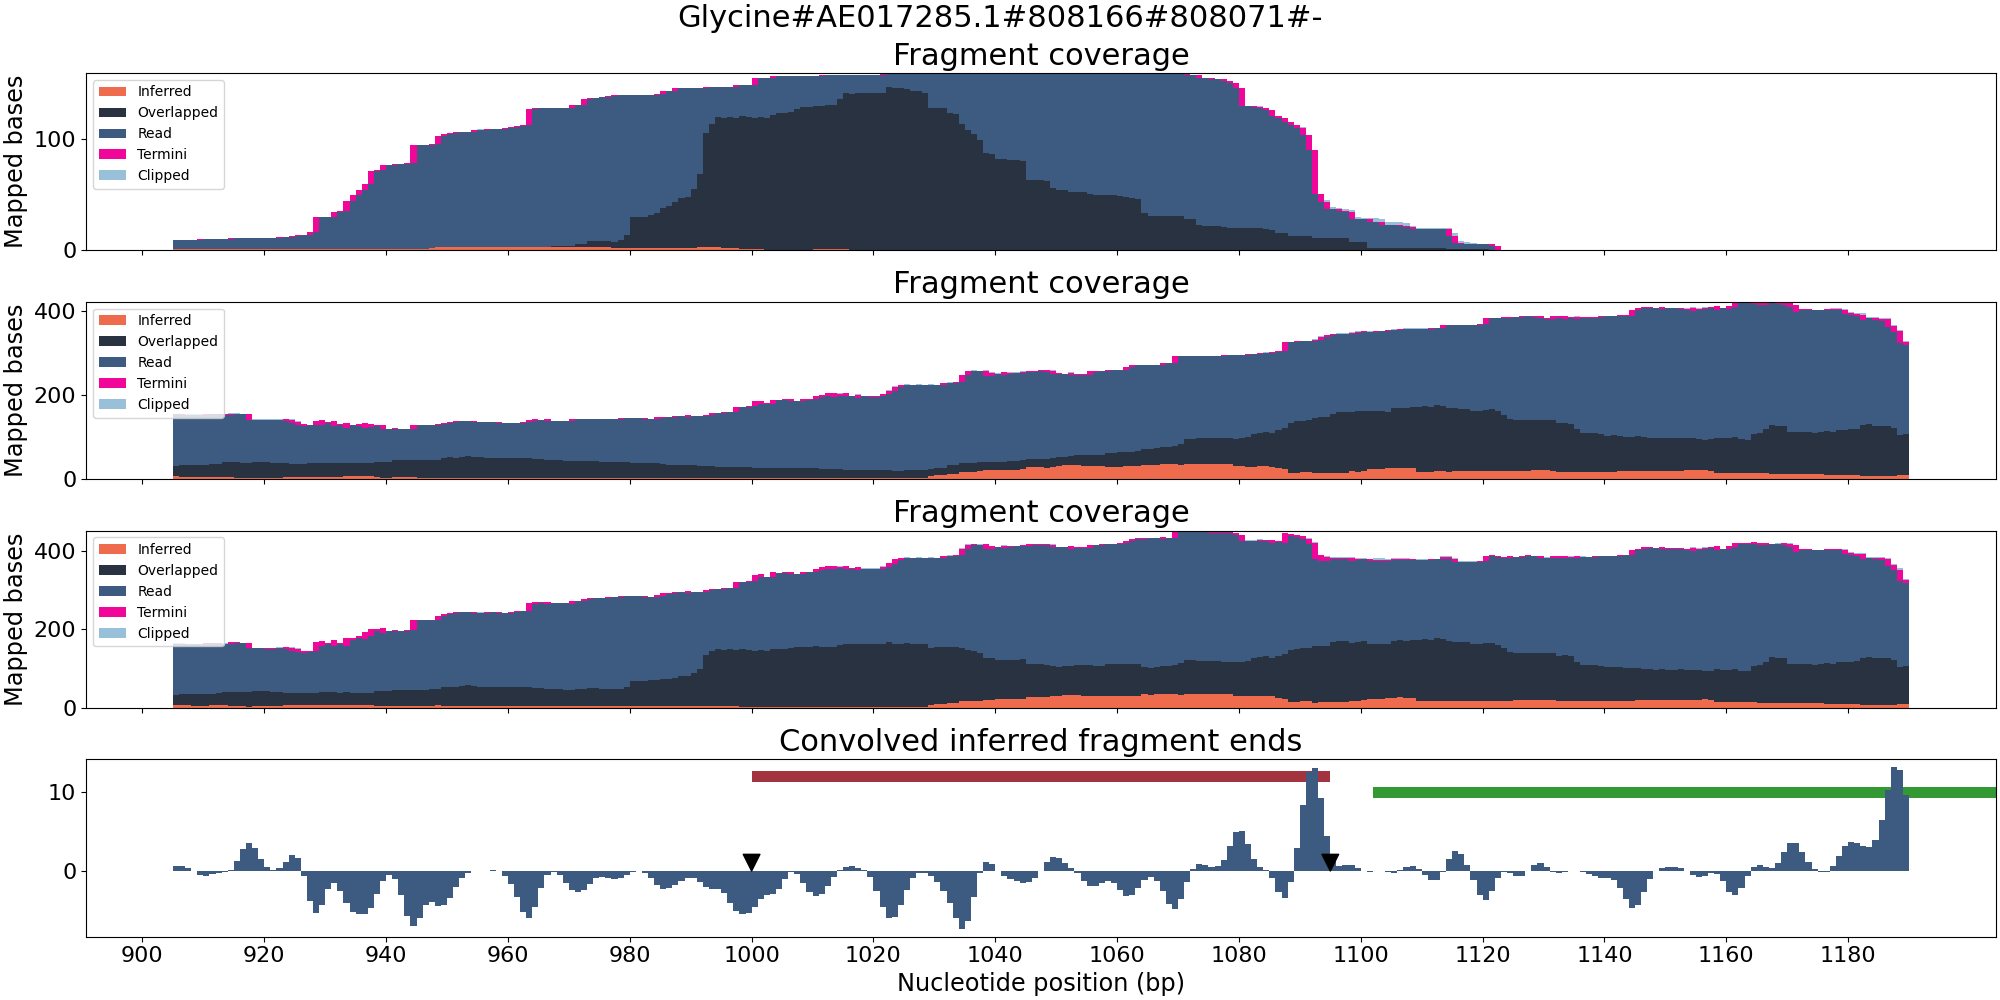 Glycine#AE017285.1#808166#808071#-
Fragment coverage
Mapped bases
100
0
Inferred
Overlapped
Read
Termini
Clipped
Fragment coverage
Mapped bases
400
200
0
Inferred
Overlapped
Read
Termini
Clipped
Fragment coverage
Mapped bases
400
200
0
Inferred
Overlapped
Read
Termini
Clipped
Convolved inferred fragment ends
10
0
900 920 940 960 980 1000 1020 1040 1060 1080 1100 1120 1140 1160 1180
Nucleotide position (bp)